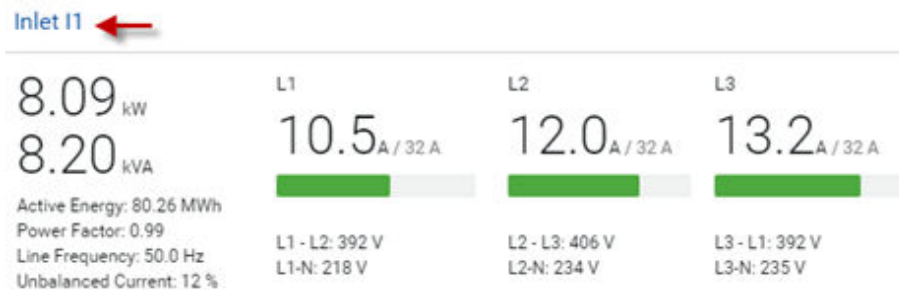 Inlet I1
8.09 kW
8.20 kVA
Active Energy: 80.26 MWh
Power Factor: 0.99
Line Frequency: 50.0 Hz
Unbalanced Current: 12 %
L1
10.5 A / 32 A
L1 - L2: 392 V
L1-N: 218 V
L2
12.0 A / 32 A
L2 - L3: 406 V
L2-N: 234 V
L3
13.2 A / 32 A
L3 - L1: 392 V
L3-N: 235 V